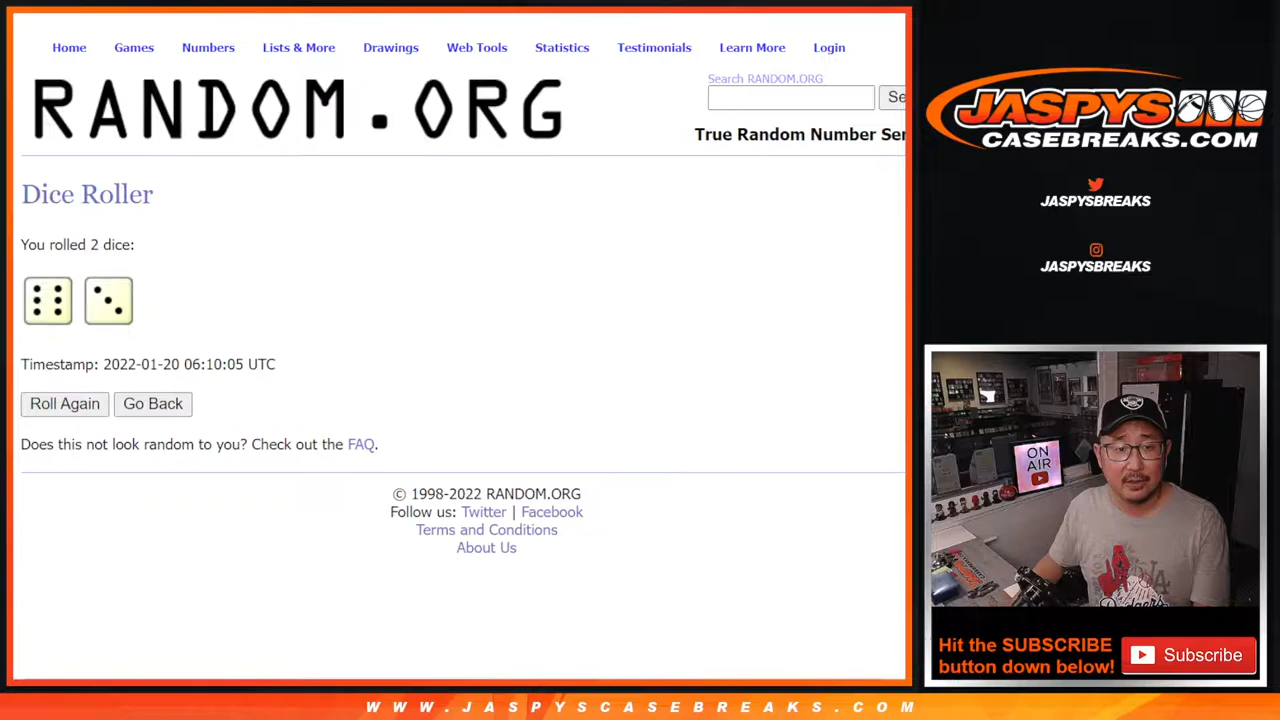 Home Games Numbers Lists & More Drawings Web Tools Statistics Testimonials Learn More Login
RANDOM.ORG
Search RANDOM.ORG
Se
True Random Number Ser
Dice Roller
You rolled 2 dice:
Timestamp: 2022-01-20 06:10:05 UTC
Roll Again Go Back
Does this not look random to you? Check out the FAQ.
© 1998-2022 RANDOM.ORG
Follow us: Twitter | Facebook
Terms and Conditions
About Us
JASPYS
CASEBREAKS.COM
JASPYSBREAKS
JASPYSBREAKS
ON
AIR
LA
Dodgers
Hit the SUBSCRIBE
button down below!
Subscribe
WWW.JASPYSCASEBREAKS.COM